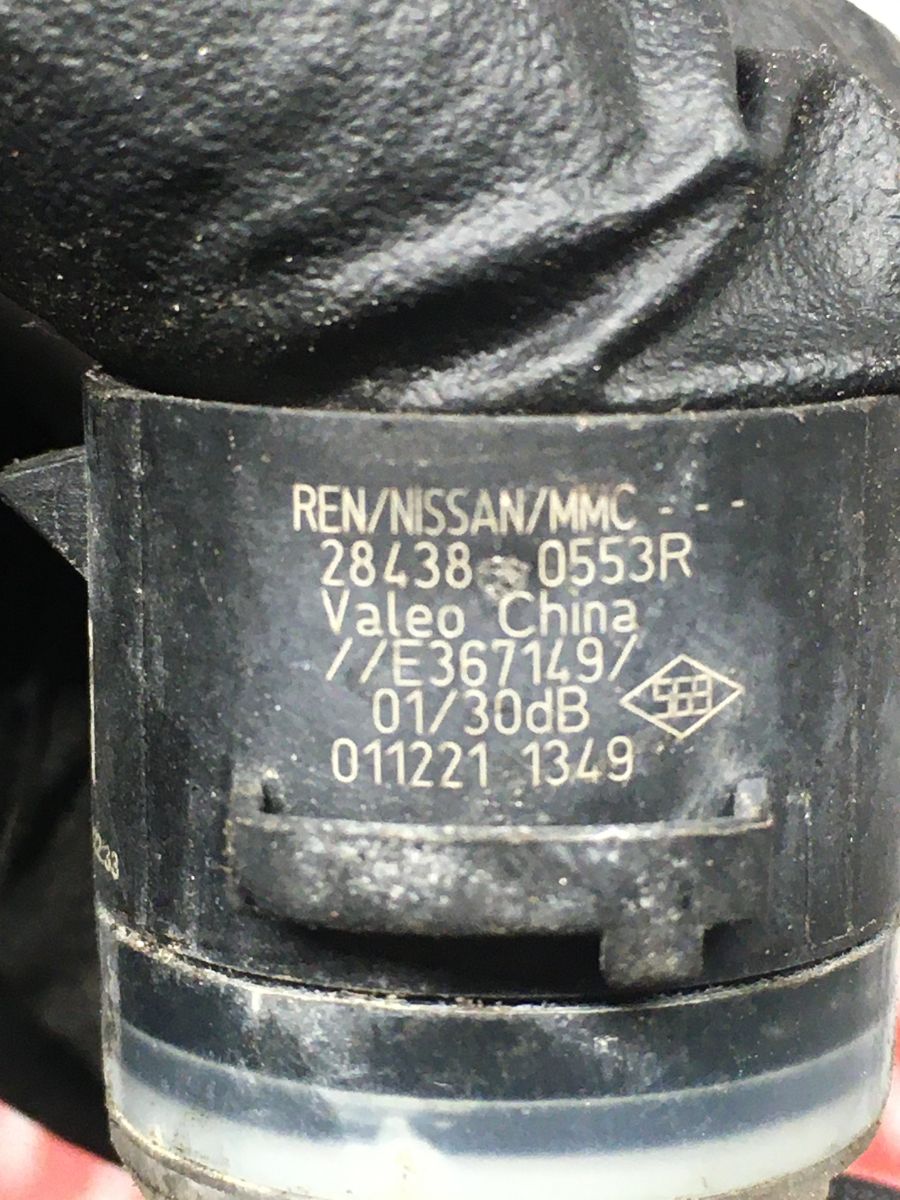 REN/NISSAN/MMC ---
28438 0553R
Valeo China
//E367149/
01/30dB
011221 1349